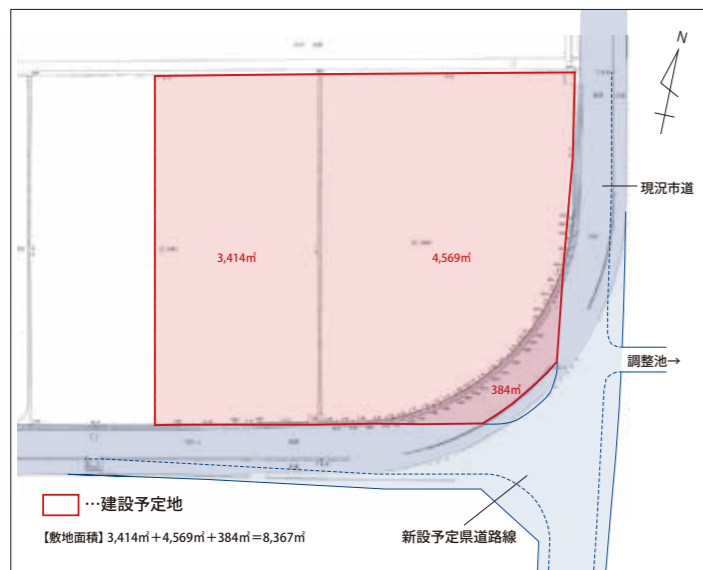 N
現況市道
3,414㎡
4,569㎡
調整池→
384㎡
…建設予定地
【敷地面積】3,414㎡+4,569㎡+384㎡=8,367㎡
新設予定県道路線